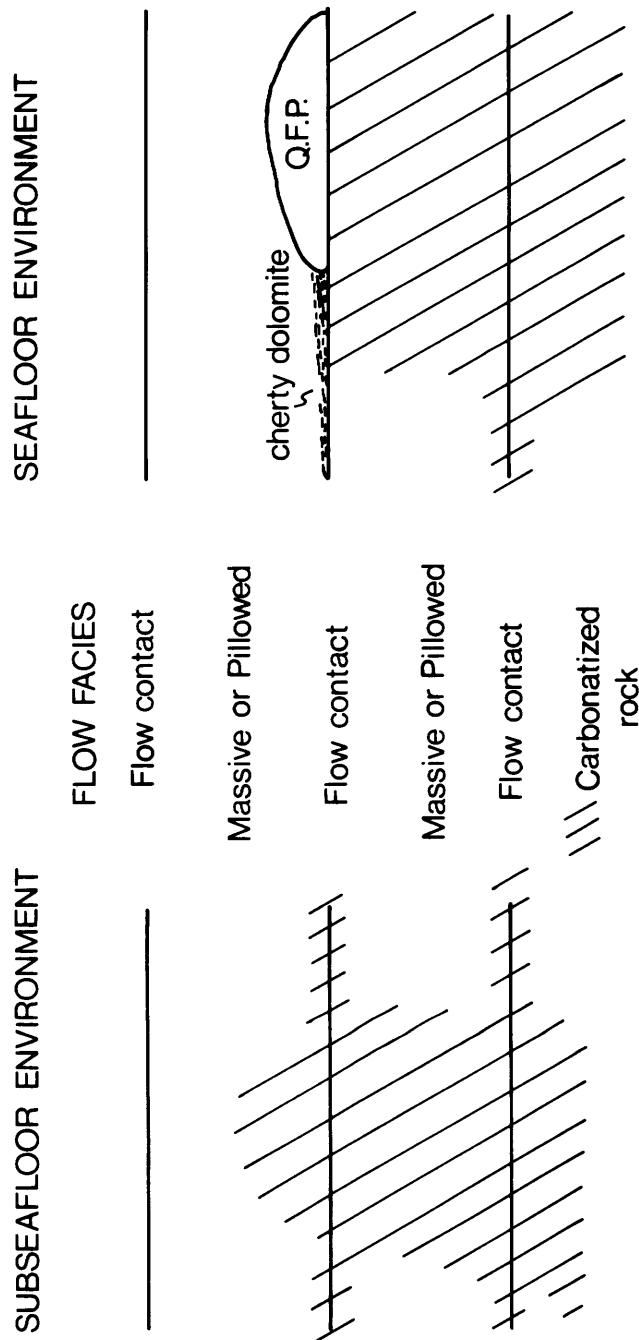 SUBSEAFLOOR ENVIRONMENT
FLOW FACIES
Flow contact
Massive or Pillowed
Flow contact
Massive or Pillowed
Flow contact
Carbonatized
rock
SEAFLOOR ENVIRONMENT
cherty dolomite
Q.F.P.